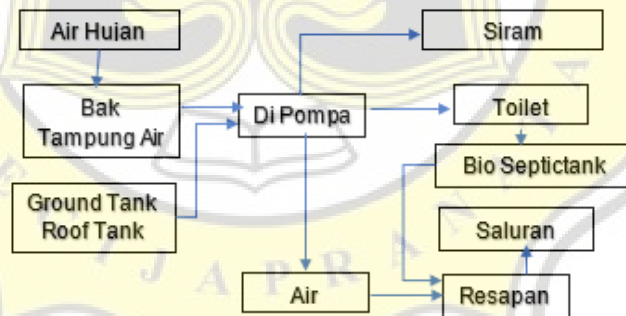 Air Hujan
Siram
Bak
Tampung Air
Di Pompa
Toilet
Bio Septictank
Ground Tank
Roof Tank
Saluran
Air
Resapan